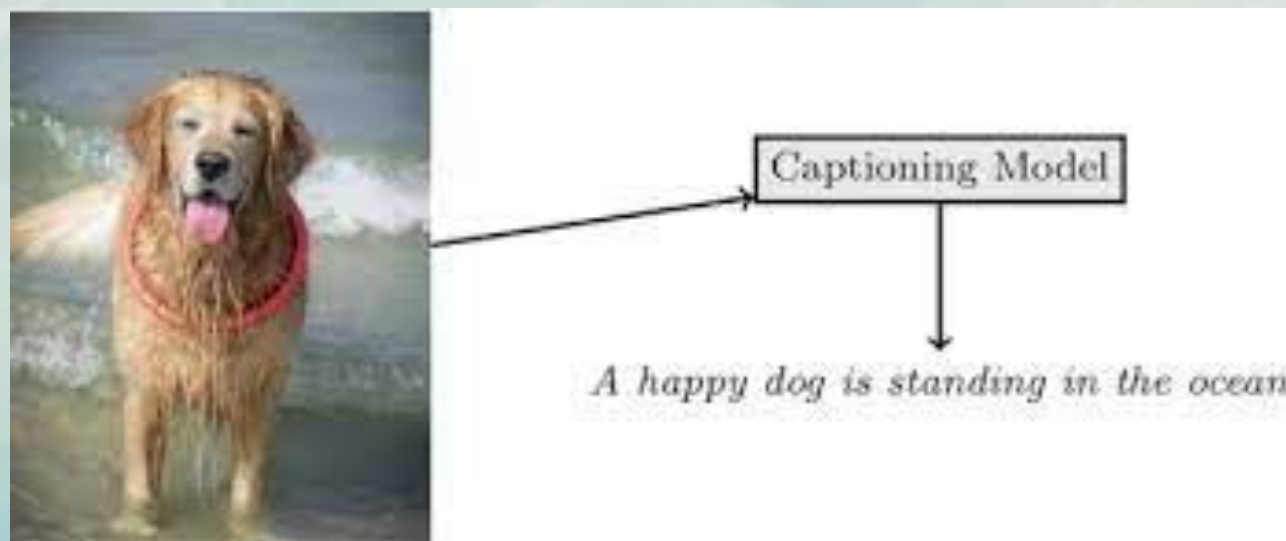 Captioning Model
A happy dog is standing in the ocean